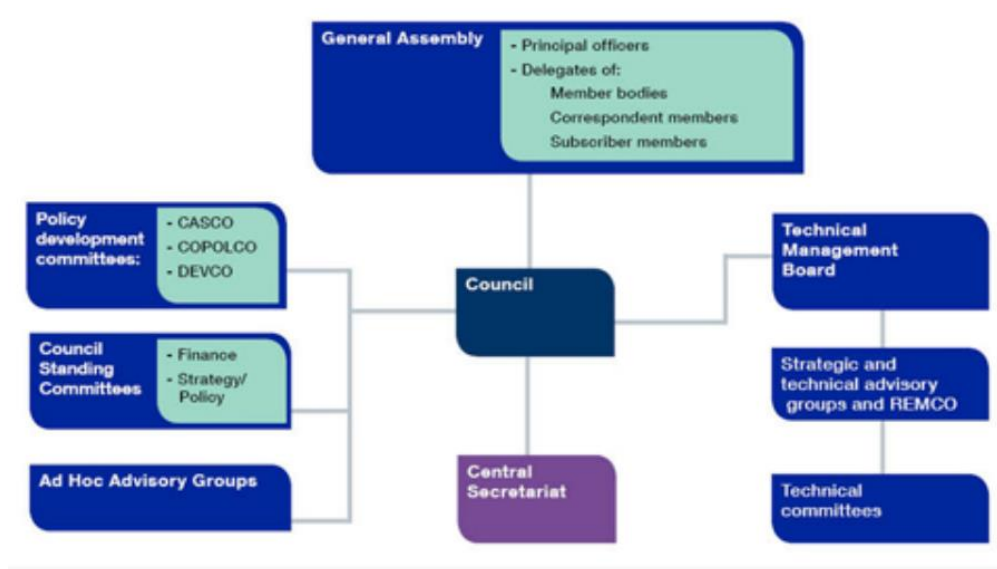 General Assembly
- Principal officers
- Delegates of:
Member bodies
Correspondent members
Subscriber members
Policy
development
committees:
- CASCO
- COPOLCO
- DEVCO
Council
Technical
Management
Board
Council
Standing
Committees
- Finance
- Strategy/
Policy
Strategic and
technical advisory
groups and REMCO
Ad Hoc Advisory Groups
Central
Secretariat
Technical
committees